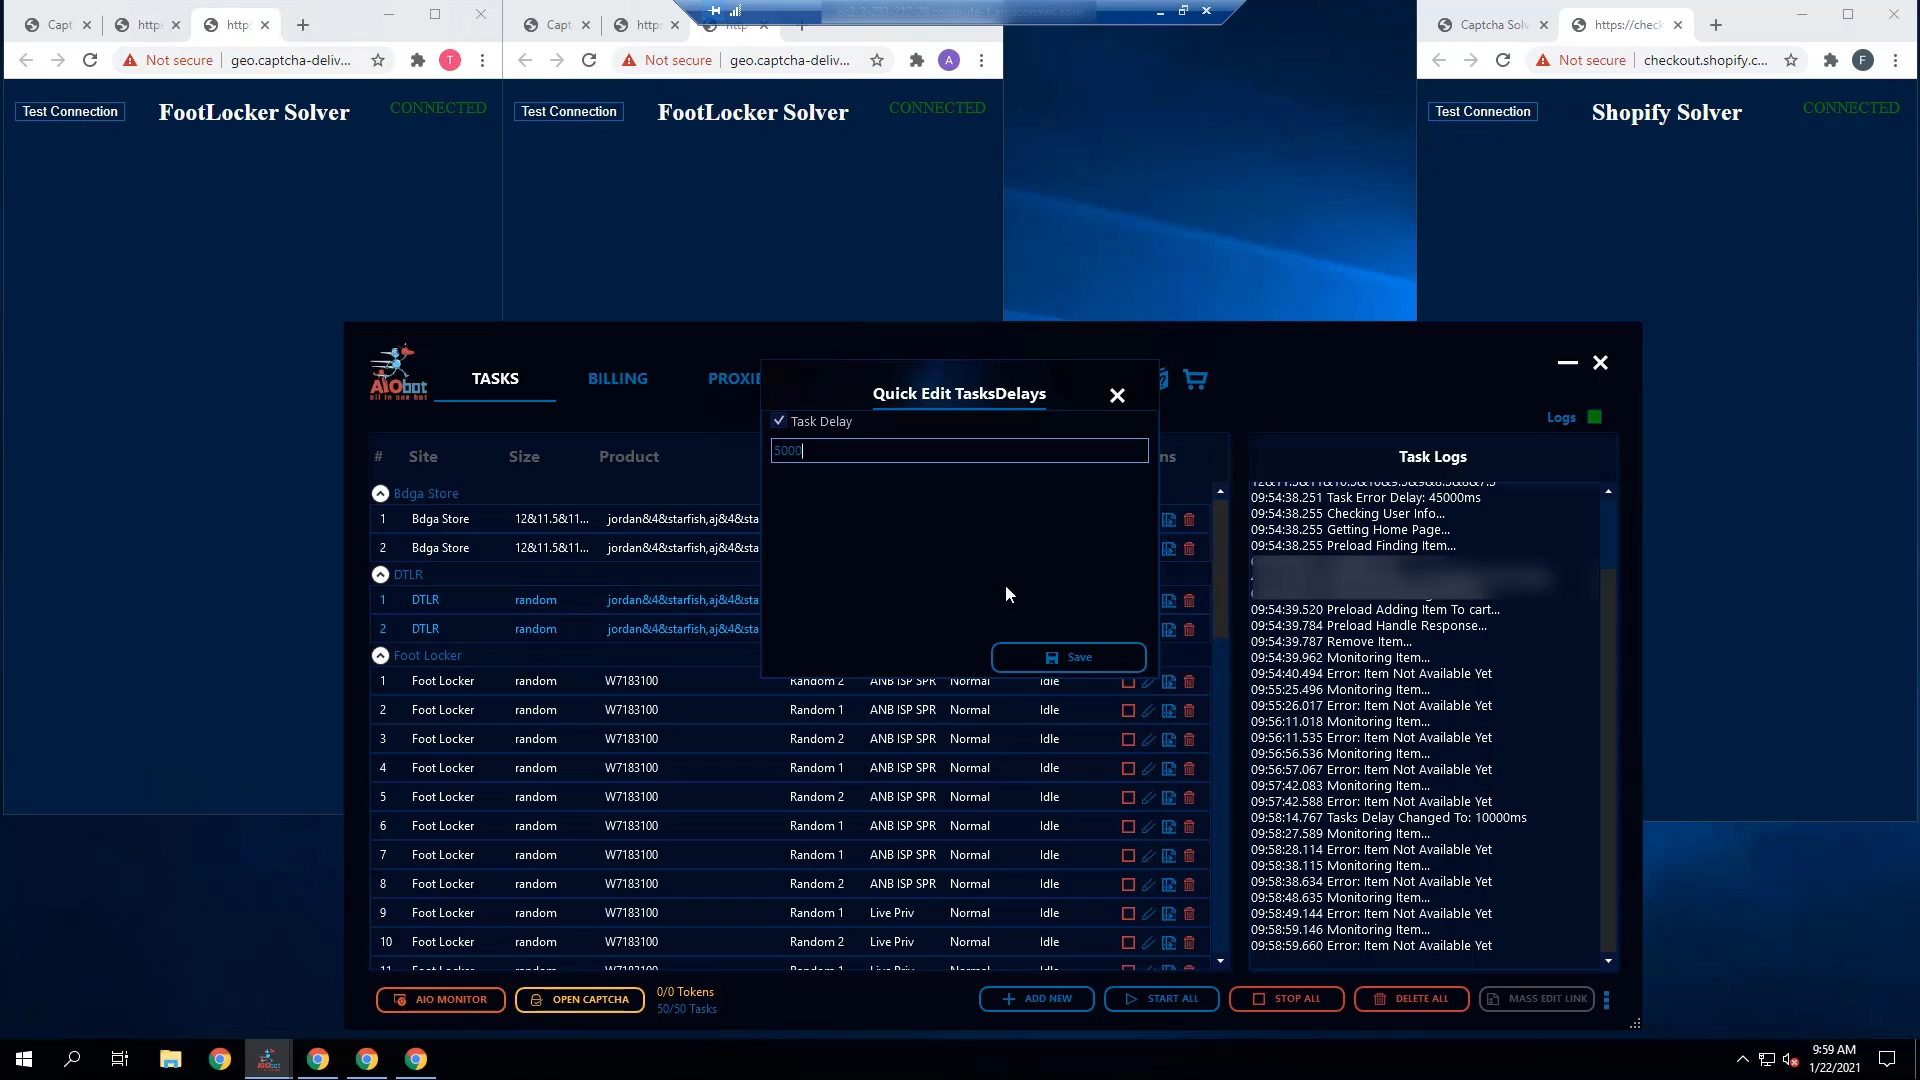 Capt
http
http
Capt
http
http
Captcha Solv
https://chec
Not secure
geo.captcha-deliv...
T
Not secure
geo.captcha-deliv...
A
Not secure
checkout.shopify.c...
F
Test Connection
FootLocker Solver
CONNECTED
Test Connection
FootLocker Solver
CONNECTED
Test Connection
Shopify Solver
CONNECTED
AIObot
all in one bot
TASKS
BILLING
PROXIE
Quick Edit TasksDelays
Task Delay
5000
Save
Logs
# Site Size Product
ns
Task Logs
Bdga Store
1 Bdga Store 12&11.5&11... jordan&4&starfish,aj&4&sta
2 Bdga Store 12&11.5&11... jordan&4&starfish,aj&4&sta
DTLR
1 DTLR random jordan&4&starfish,aj&4&sta
2 DTLR random jordan&4&starfish,aj&4&sta
Foot Locker
1 Foot Locker random W7183100 Random 2 ANB ISP SPR Normal Idle
2 Foot Locker random W7183100 Random 1 ANB ISP SPR Normal Idle
3 Foot Locker random W7183100 Random 2 ANB ISP SPR Normal Idle
4 Foot Locker random W7183100 Random 1 ANB ISP SPR Normal Idle
5 Foot Locker random W7183100 Random 2 ANB ISP SPR Normal Idle
6 Foot Locker random W7183100 Random 1 ANB ISP SPR Normal Idle
7 Foot Locker random W7183100 Random 1 ANB ISP SPR Normal Idle
8 Foot Locker random W7183100 Random 2 ANB ISP SPR Normal Idle
9 Foot Locker random W7183100 Random 1 Live Priv Normal Idle
10 Foot Locker random W7183100 Random 2 Live Priv Normal Idle
09:54:38.251 Task Error Delay: 45000ms
09:54:38.255 Checking User Info...
09:54:38.255 Getting Home Page...
09:54:38.255 Preload Finding Item...
09:54:39.520 Preload Adding Item To cart...
09:54:39.784 Preload Handle Response...
09:54:39.787 Remove Item...
09:54:39.962 Monitoring Item...
09:54:40.494 Error: Item Not Available Yet
09:55:25.496 Monitoring Item...
09:55:26.017 Error: Item Not Available Yet
09:56:11.018 Monitoring Item...
09:56:11.535 Error: Item Not Available Yet
09:56:56.536 Monitoring Item...
09:56:57.067 Error: Item Not Available Yet
09:57:42.083 Monitoring Item...
09:57:42.588 Error: Item Not Available Yet
09:58:14.767 Tasks Delay Changed To: 10000ms
09:58:27.589 Monitoring Item...
09:58:28.114 Error: Item Not Available Yet
09:58:38.115 Monitoring Item...
09:58:38.634 Error: Item Not Available Yet
09:58:48.635 Monitoring Item...
09:58:49.144 Error: Item Not Available Yet
09:58:59.146 Monitoring Item...
09:58:59.660 Error: Item Not Available Yet
AIO MONITOR
OPEN CAPTCHA
0/0 Tokens
50/50 Tasks
ADD NEW
START ALL
STOP ALL
DELETE ALL
MASS EDIT LINK
9:59 AM
1/22/2021